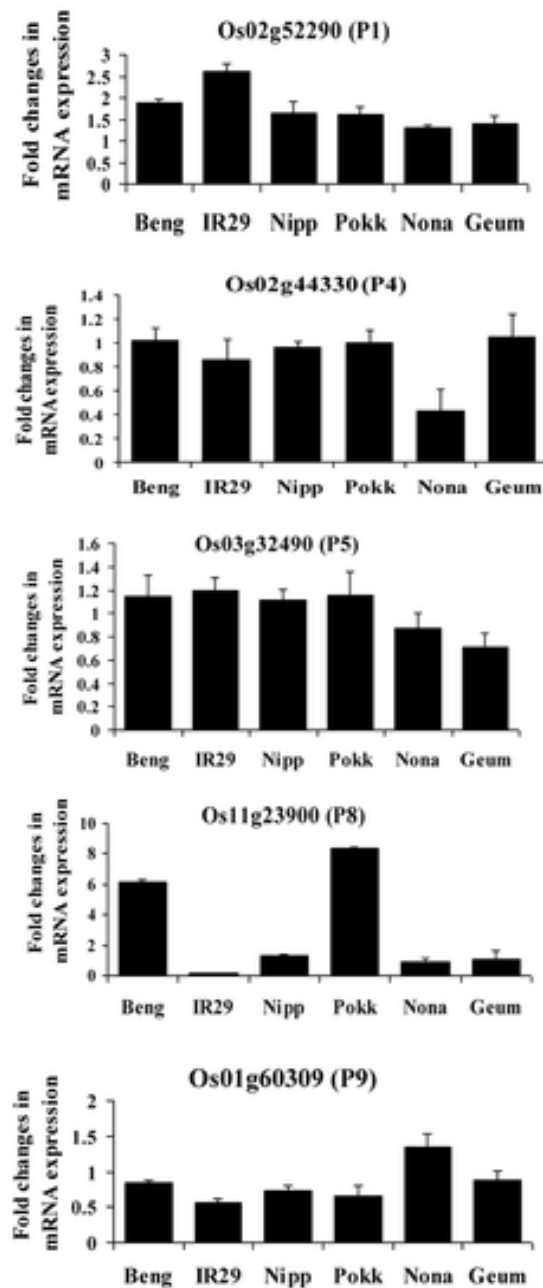 Os02g52290 (P1)
Fold changes in
mRNA expression
3
2.5
2
1.5
1
0.5
0
Beng IR29 Nipp Pokk Nona Geum
Os02g44330 (P4)
Fold changes in
mRNA expression
1.4
1.2
1
0.8
0.6
0.4
0.2
0
Beng IR29 Nipp Pokk Nona Geum
Os03g32490 (P5)
Fold changes in
mRNA expression
1.6
1.4
1.2
1
0.8
0.6
0.4
0.2
0
Beng IR29 Nipp Pokk Nona Geum
Os11g23900 (P8)
Fold changes in
mRNA expression
10
8
6
4
2
0
Beng IR29 Nipp Pokk Nona Geum
Os01g60309 (P9)
Fold changes in
mRNA expression
2
1.5
1
0.5
0
Beng IR29 Nipp Pokk Nona Geum